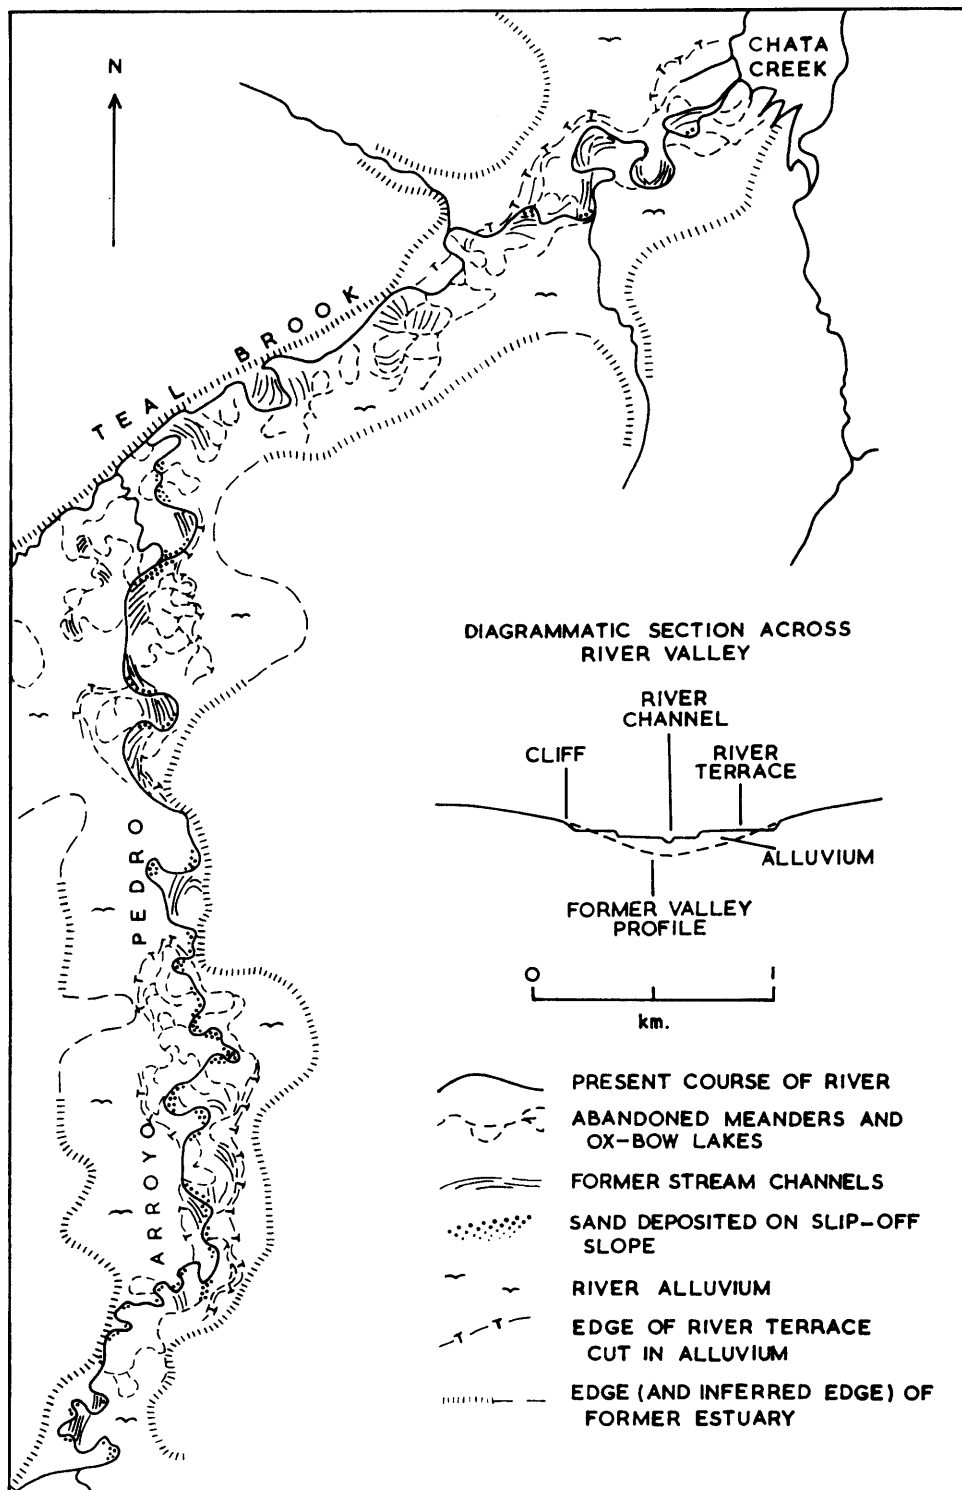 N
CHATA
CREEK
TEAL BROOK
DIAGRAMMATIC SECTION ACROSS
RIVER VALLEY
RIVER
CHANNEL
CLIFF
RIVER
TERRACE
ALLUVIUM
FORMER VALLEY
PROFILE
ARROYO PEDRO
O
I
km.
PRESENT COURSE OF RIVER
ABANDONED MEANDERS AND
OX-BOW LAKES
FORMER STREAM CHANNELS
SAND DEPOSITED ON SLIP-OFF
SLOPE
RIVER ALLUVIUM
EDGE OF RIVER TERRACE
CUT IN ALLUVIUM
EDGE (AND INFERRED EDGE) OF
FORMER ESTUARY